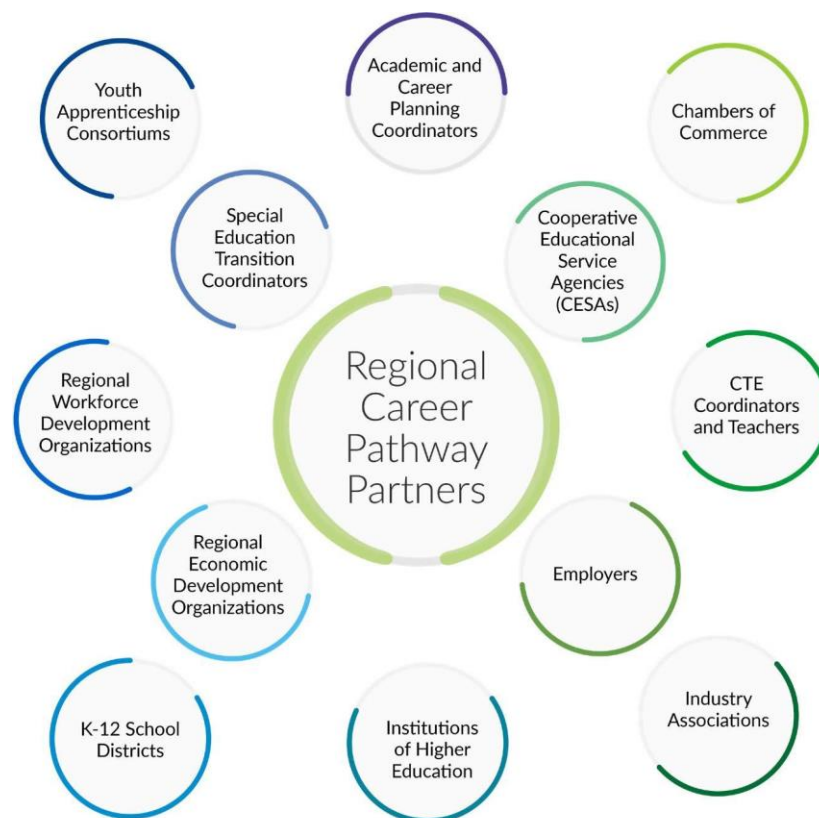 Youth
Apprenticeship
Consortiums
Academic and
Career
Planning
Coordinators
Chambers of
Commerce
Special
Education
Transition
Coordinators
Cooperative
Educational
Service
Agencies
(CESAs)
Regional
Career
Pathway
Partners
Regional
Workforce
Development
Organizations
CTE
Coordinators
and Teachers
Regional
Economic
Development
Organizations
Employers
K-12 School
Districts
Institutions
of Higher
Education
Industry
Associations